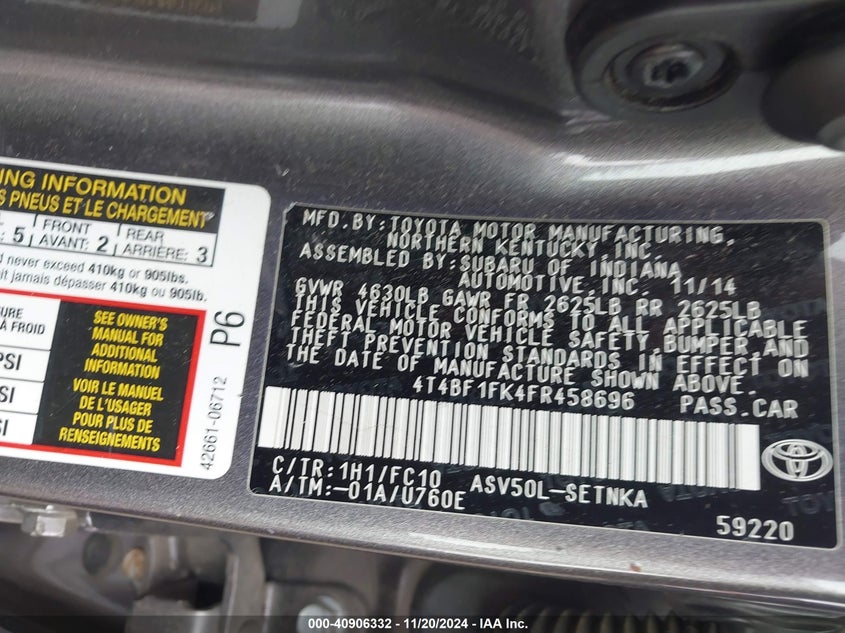 ING INFORMATION
S PNEUS ET LE CHARGEMENT
: 5 FRONT AVANT: 2 REAR ARRIÈRE: 3
d never exceed 410kg or 905lbs.
it jamais dépasser 410kg ou 905lb.
URE
À FROID
PSI
SI
SI
SEE OWNER'S
MANUAL FOR
ADDITIONAL
INFORMATION
VOIR LE MANUEL
DE L'USAGER
POUR PLUS DE
RENSEIGNEMENTS
P6
42661-06712
MFD.BY:TOYOTA MOTOR MANUFACTURING,
NORTHERN KENTUCKY,INC.
ASSEMBLED BY:SUBARU OF INDIANA
AUTOMOTIVE,INC. 11/14
GVWR 4630LB GAWR FR 2625LB RR 2625LB
THIS VEHICLE CONFORMS TO ALL APPLICABLE
FEDERAL MOTOR VEHICLE SAFETY,BUMPER AND
THEFT PREVENTION STANDARDS IN EFFECT ON
THE DATE OF MANUFACTURE SHOWN ABOVE.
4T4BF1FK4FR458696 PASS.CAR
C/TR:1H1/FC10 ASV50L-SETNKA
A/TM:-01A/U760E
59220
000-40906332 - 11/20/2024 - IAA Inc.